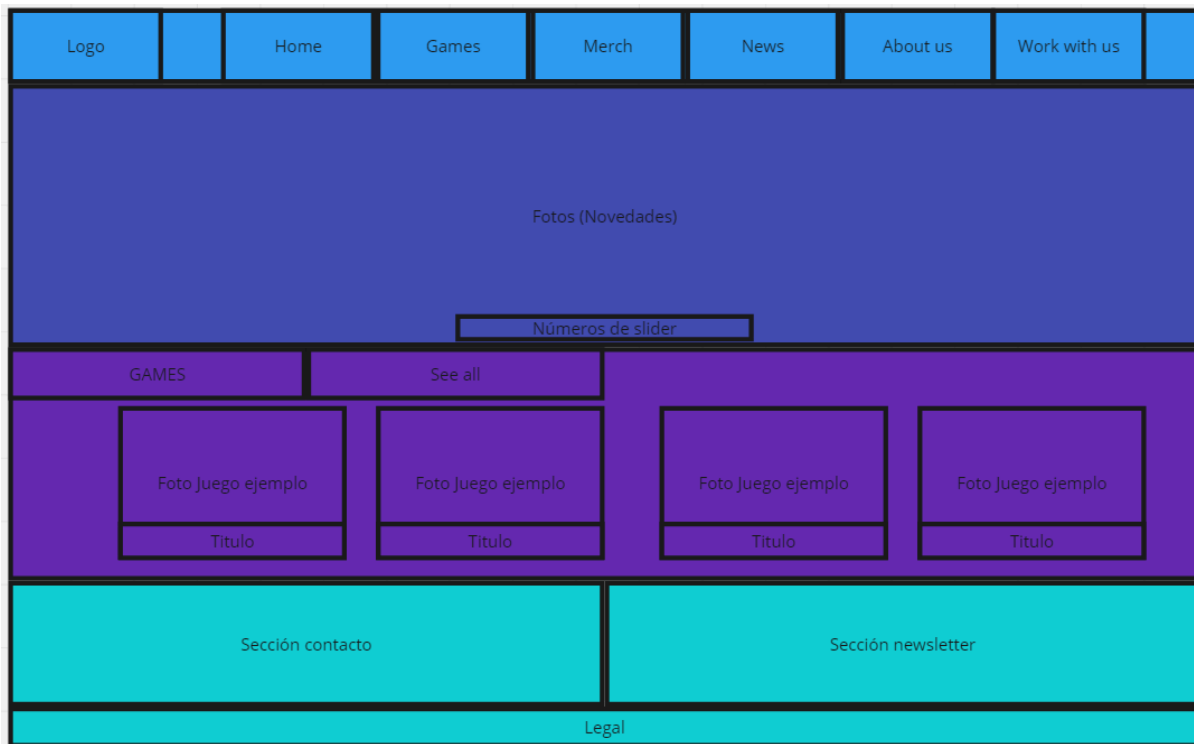 Logo
Home
Games
Merch
News
About us
Work with us
Fotos (Novedades)
Números de slider
GAMES
See all
Foto Juego ejemplo
Foto Juego ejemplo
Foto Juego ejemplo
Foto Juego ejemplo
Titulo
Titulo
Titulo
Titulo
Sección contacto
Sección newsletter
Legal